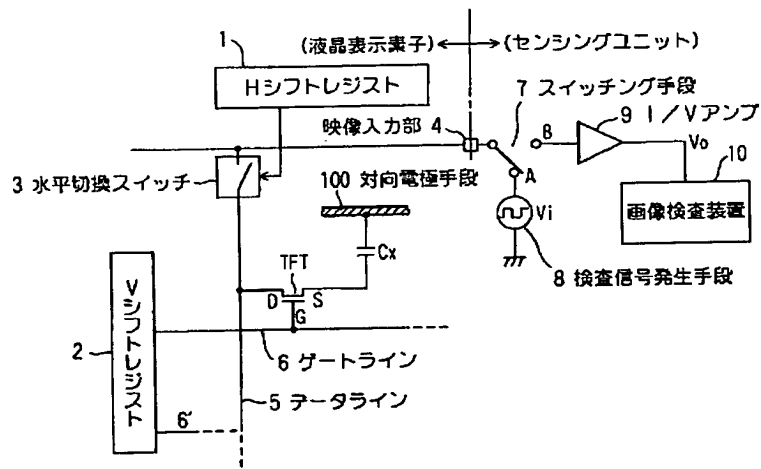 1
(液晶表示素子)
(センシングユニット)
Hシフトレジスト
7 スイッチング手段
9 I/Vアンプ
映像入力部 4
B
Vo
10
3 水平切換スイッチ
100 対向電極手段
A
画像検査装置
Vi
Cx
TFT
8 検査信号発生手段
D
S
G
2
Vシフトレジスト
6 ゲートライン
5 データライン
6'